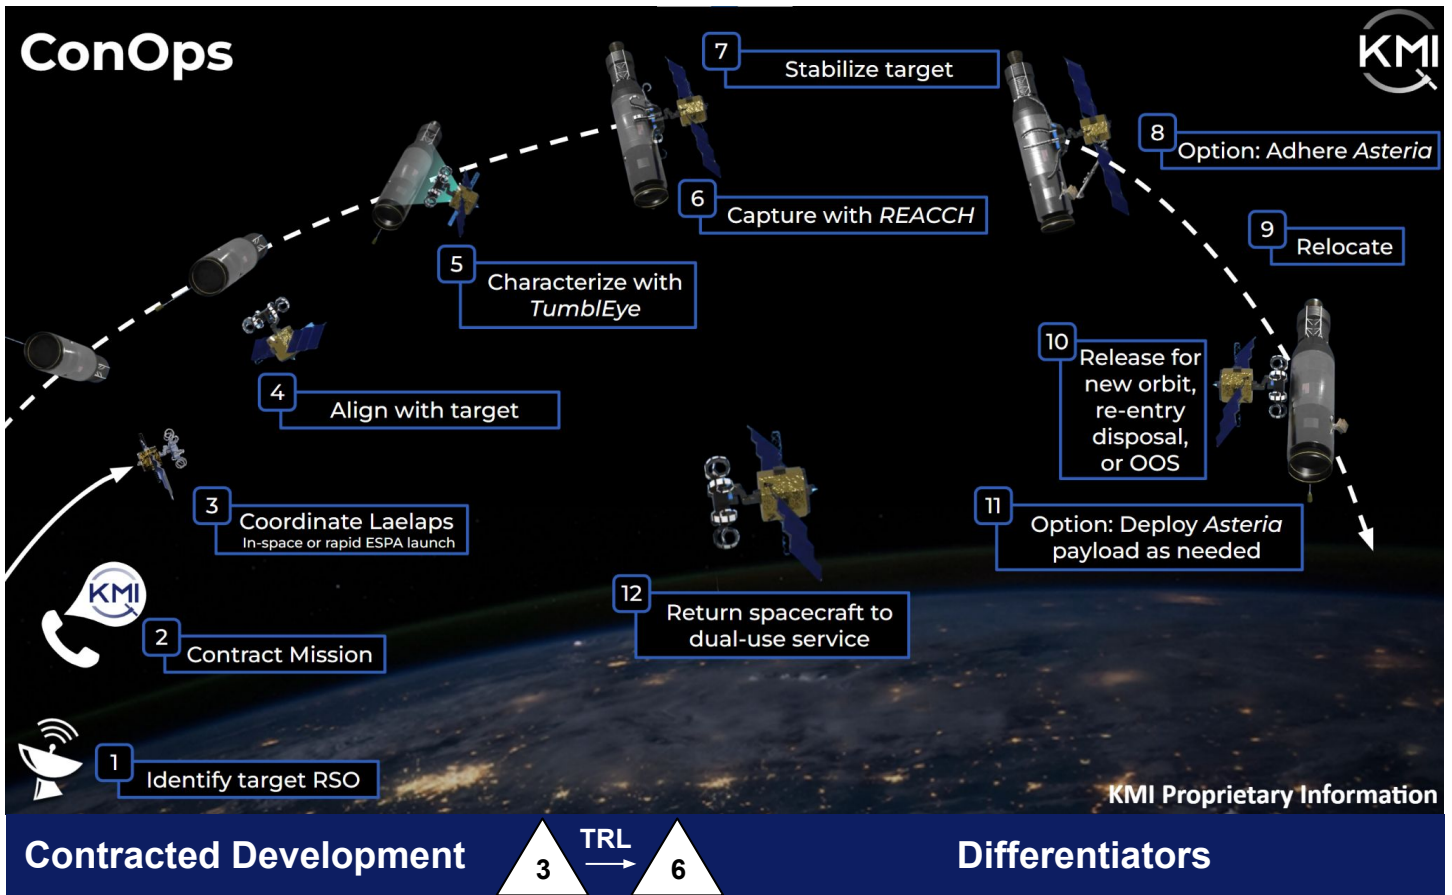 ConOps
KMI
7
Stabilize target
8
Option: Adhere Asteria
6
Capture with REACCH
9
Relocate
5
Characterize with
TumblEye
10
Release for
new orbit,
re-entry
disposal,
or OOS
4
Align with target
3
Coordinate Laelaps
In-space or rapid ESPA launch
11
Option: Deploy Asteria
payload as needed
KMI
12
Return spacecraft to
dual-use service
2
Contract Mission
1
Identify target RSO
KMI Proprietary Information
Contracted Development
3
TRL
6
Differentiators